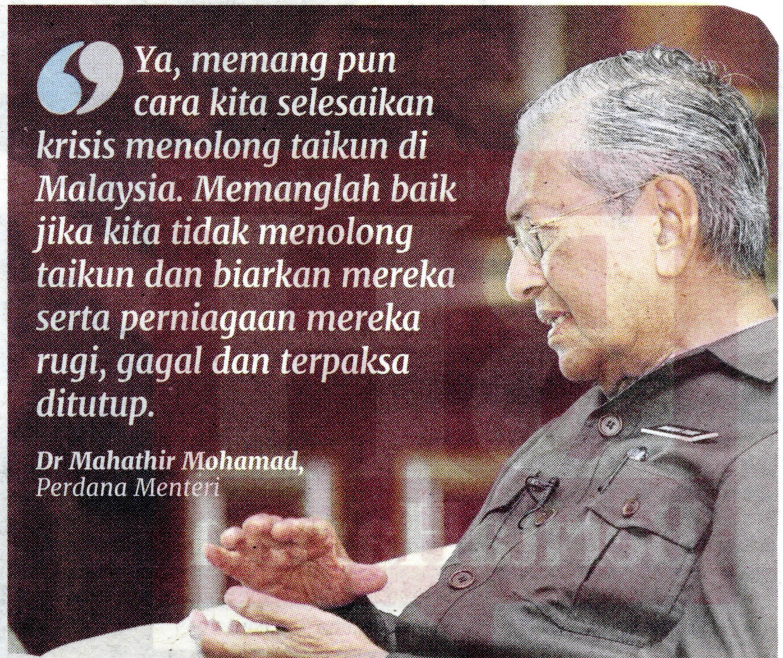 Ya, memang pun
cara kita selesaikan
krisis menolong taikun di
Malaysia. Memanglah baik
jika kita tidak menolong
taikun dan biarkan mereka
serta perniagaan mereka
rugi, gagal dan terpaksa
ditutup.
Dr Mahathir Mohamad,
Perdana Menteri